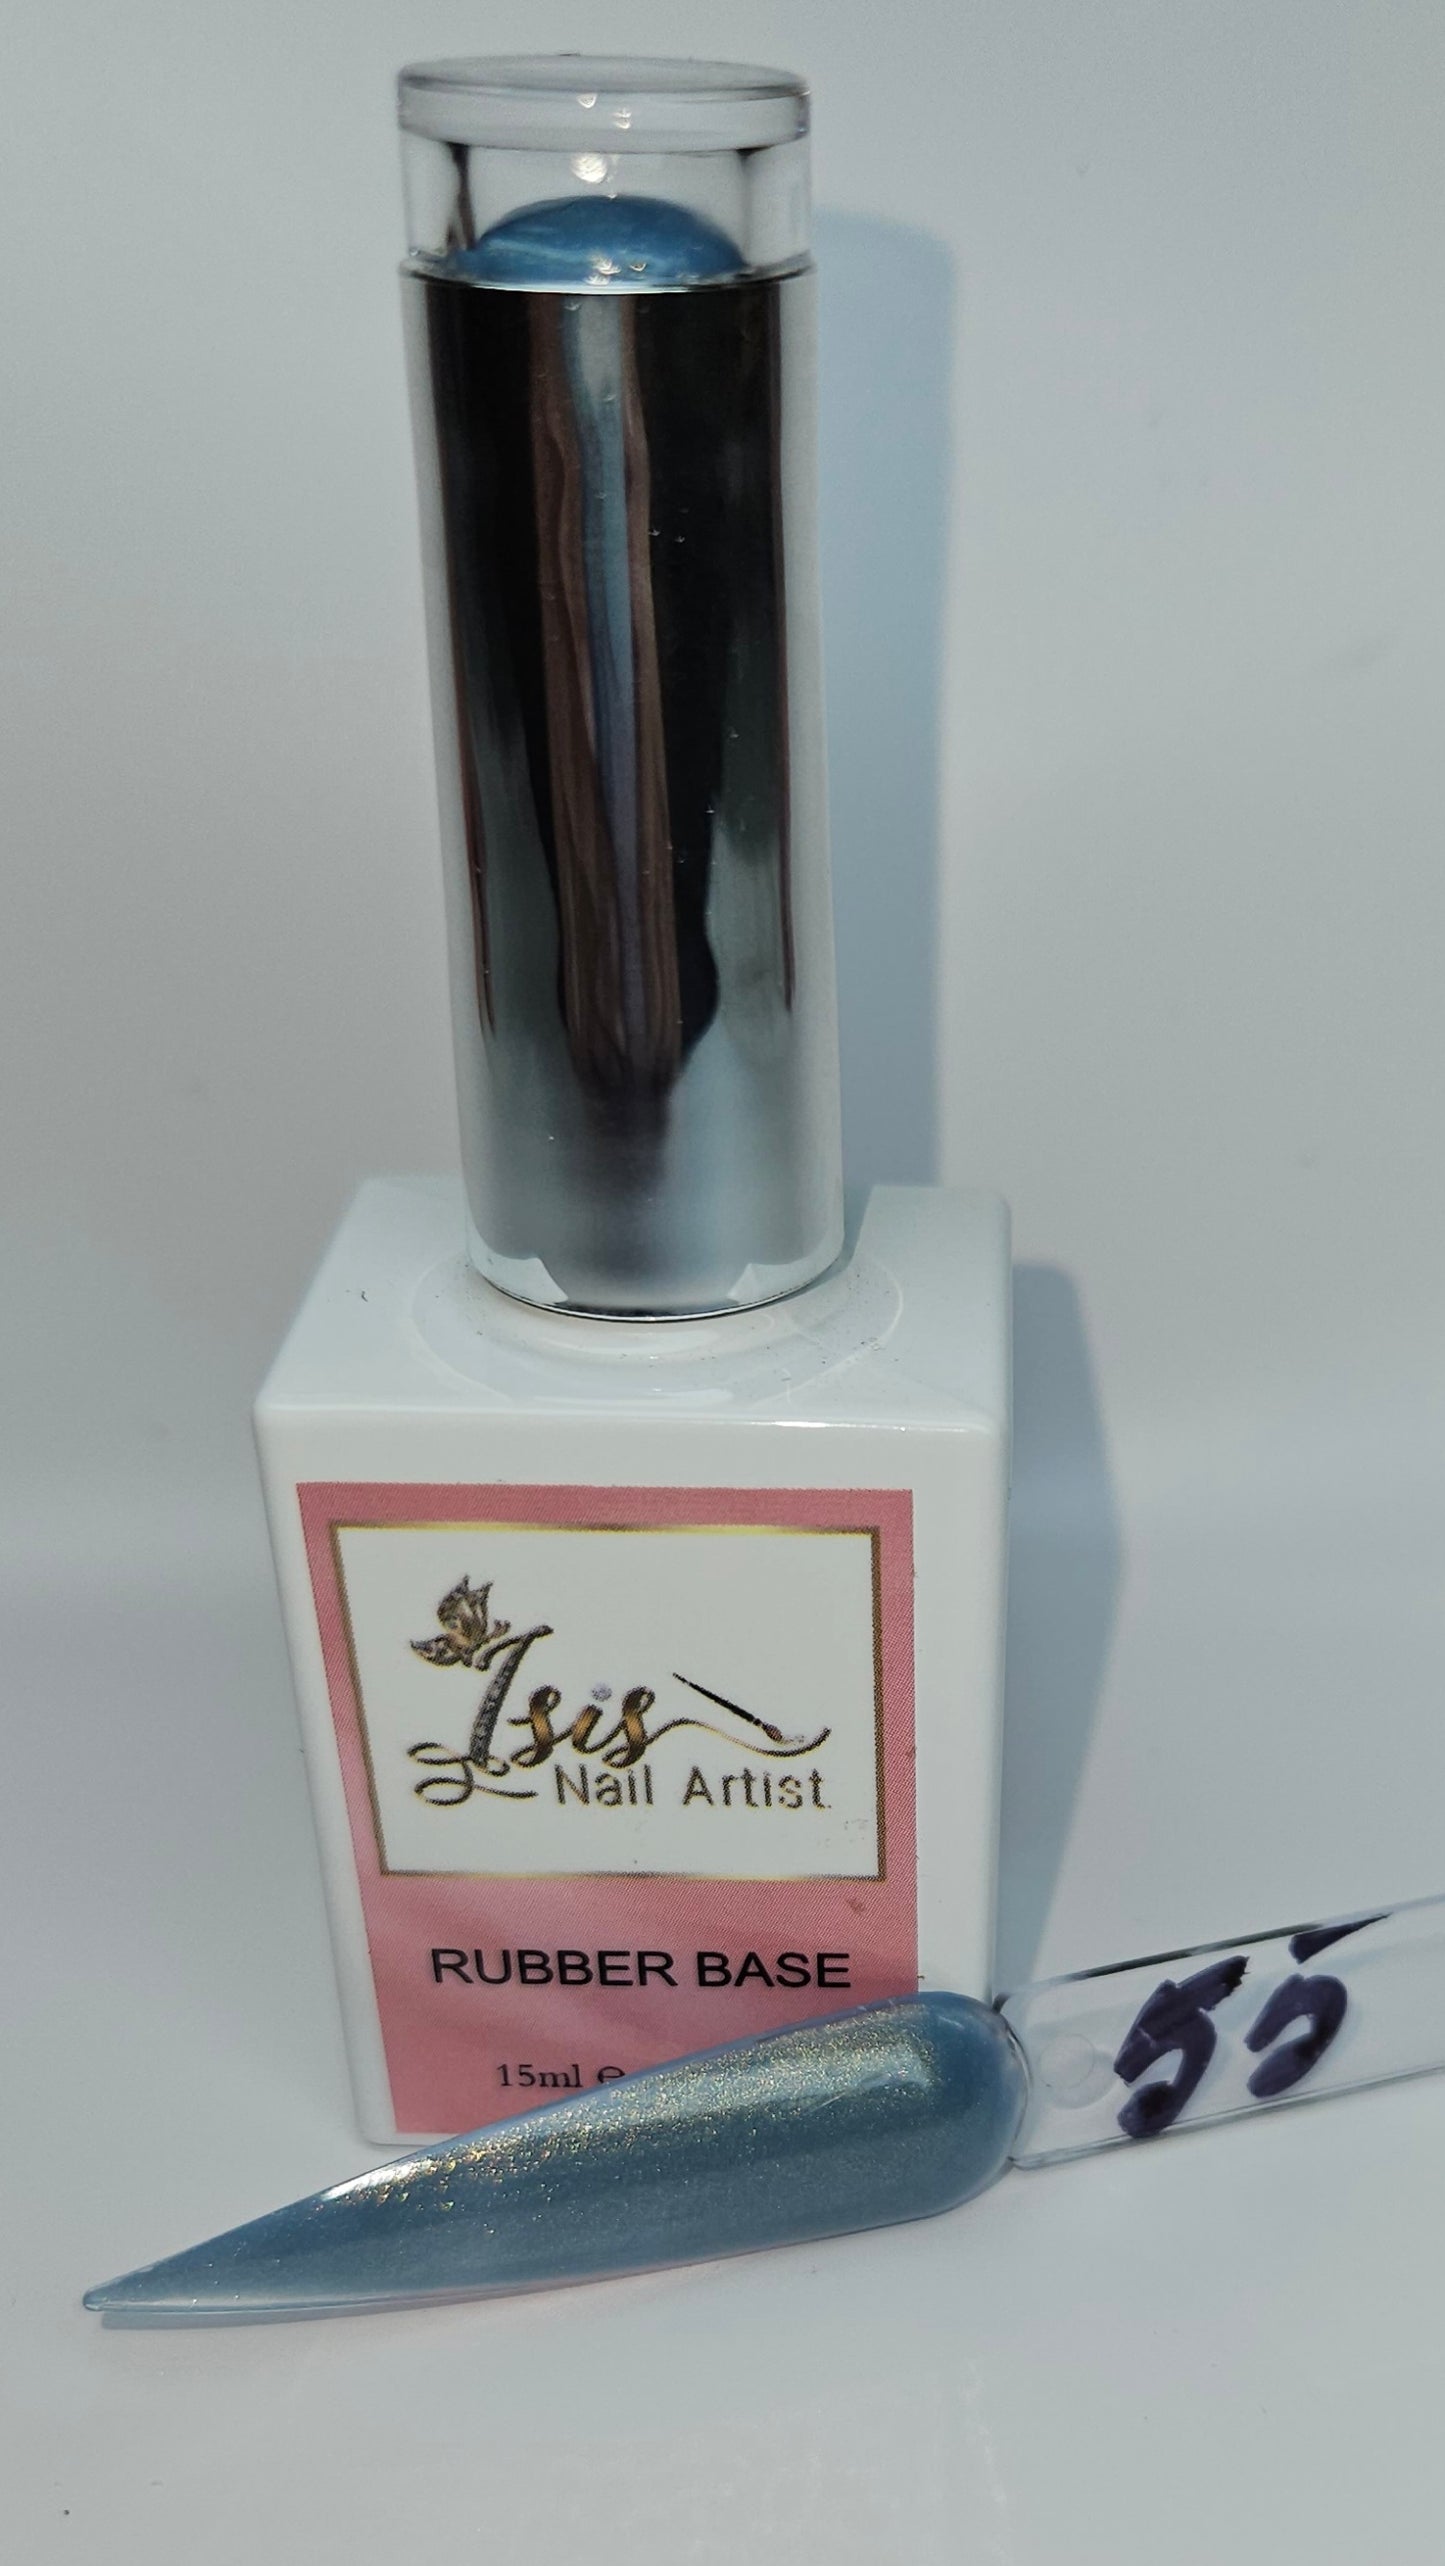 Isis
Nail Artist
RUBBER BASE
15ml ℮
55